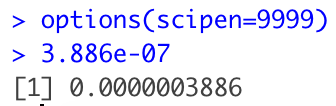 > options(scipen=9999)
> 3.886e-07
[1] 0.0000003886